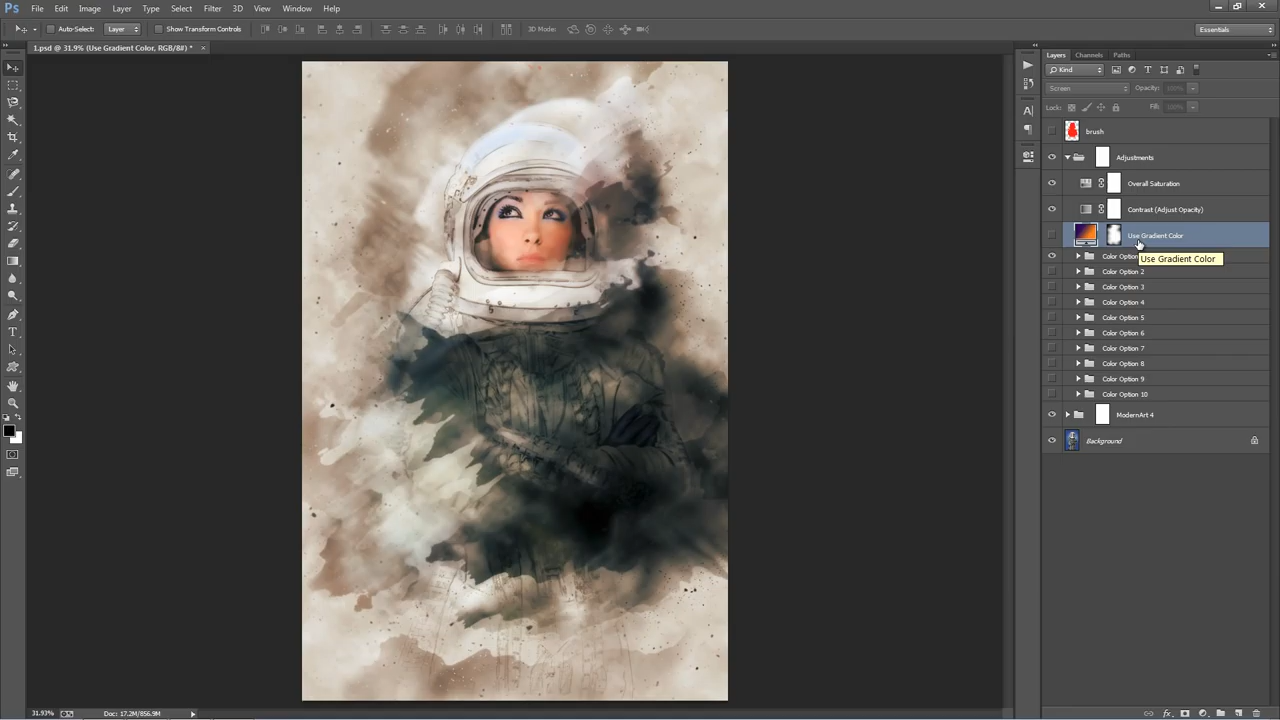 Ps File Edit Image Layer Type Select Filter 3D View Window Help
Auto-Select: Layer Show Transform Controls 3D Mode: Essentials
1.psd @ 31.9% (Use Gradient Color, RGB/8#) * ×
Layers Channels Paths
Kind
Screen Opacity: 100%
Lock: Fill: 100%
brush
Adjustments
Overall Saturation
Contrast (Adjust Opacity)
Use Gradient Color
Color Option
Use Gradient Color
Color Option 2
Color Option 3
Color Option 4
Color Option 5
Color Option 6
Color Option 7
Color Option 8
Color Option 9
Color Option 10
ModernArt 4
Background
31.93% Doc: 17.2M/856.9M